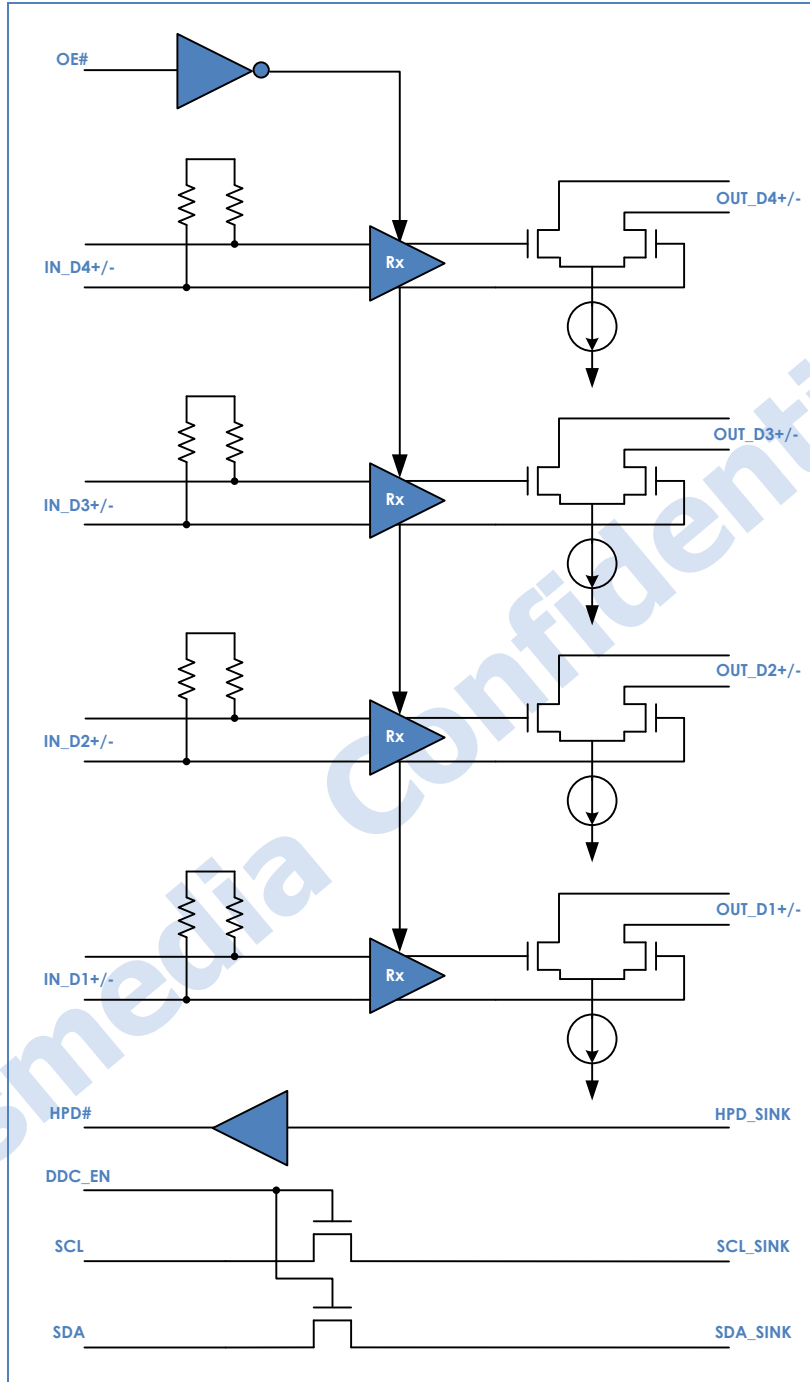 OE#
OUT_D4+/-
Rx
IN_D4+/-
OUT_D3+/-
Rx
IN_D3+/-
OUT_D2+/-
Rx
IN_D2+/-
OUT_D1+/-
Rx
IN_D1+/-
HPD#
HPD_SINK
DDC_EN
SCL
SCL_SINK
SDA
SDA_SINK
smedia Confidenti